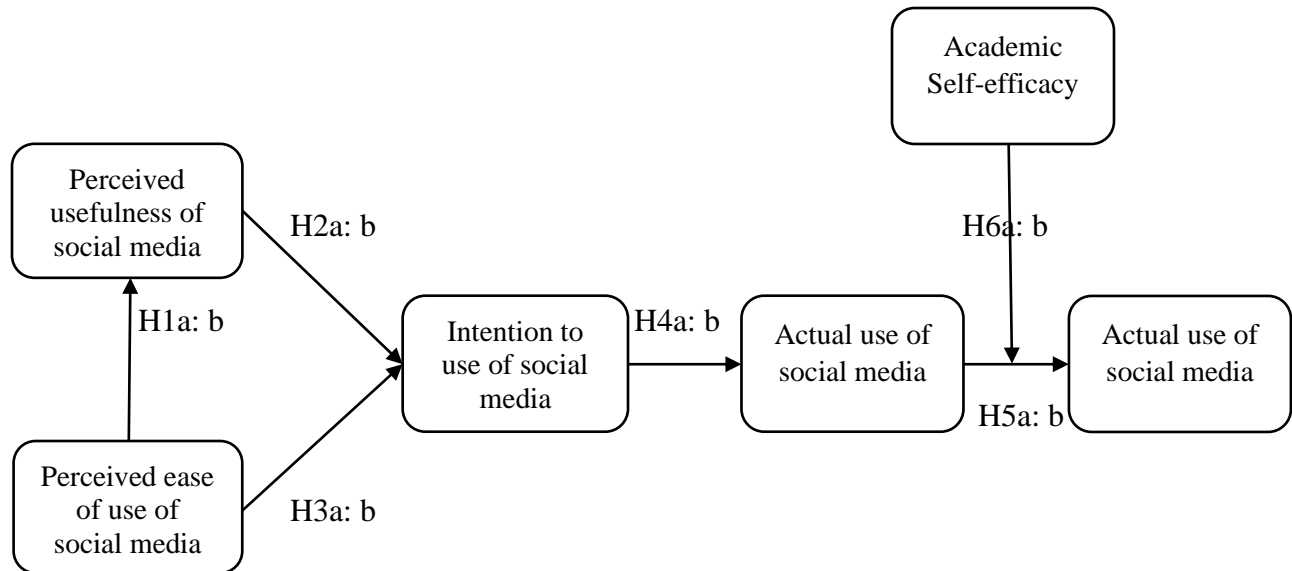 Academic
Self-efficacy
Perceived
usefulness of
social media
H2a: b
H6a: b
H1a: b
Intention to
use of social
media
H4a: b
Actual use of
social media
Actual use of
social media
H5a: b
Perceived ease
of use of
social media
H3a: b